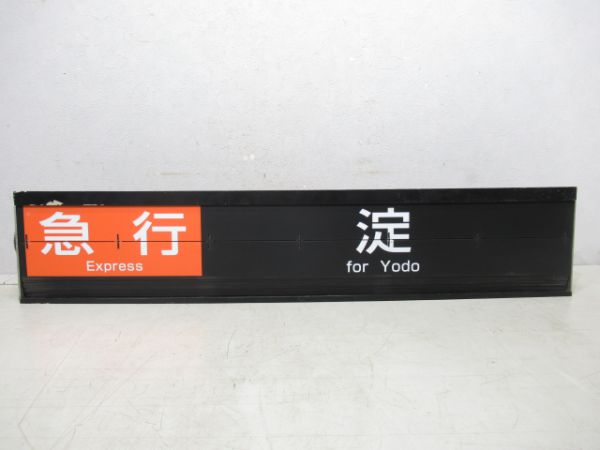 急行
Express
淀
for Yodo